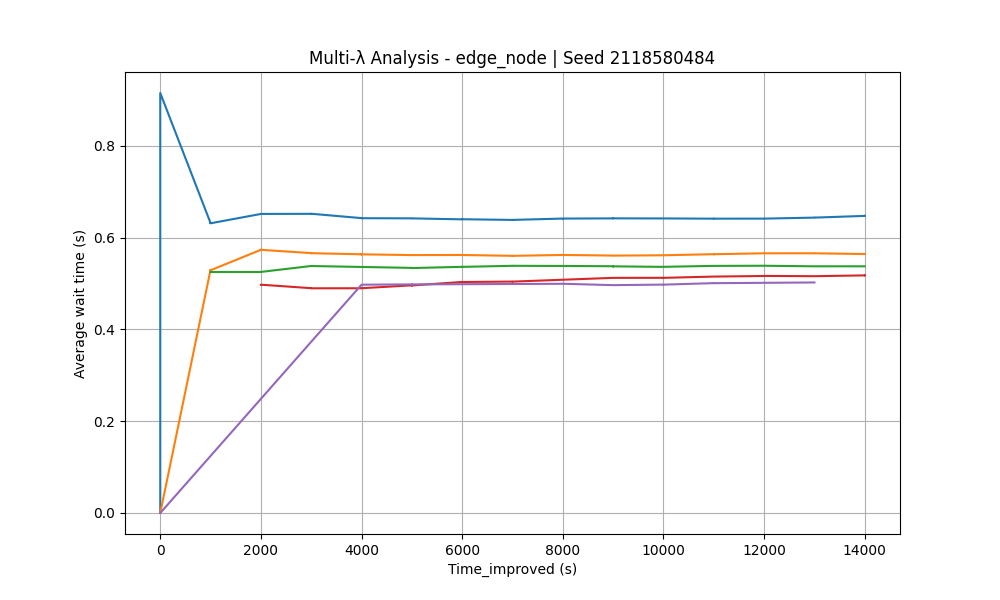 Multi-λ Analysis - edge_node | Seed 2118580484
Average wait time (s)
0.8
0.6
0.4
0.2
0.0
0 2000 4000 6000 8000 10000 12000 14000
Time_improved (s)